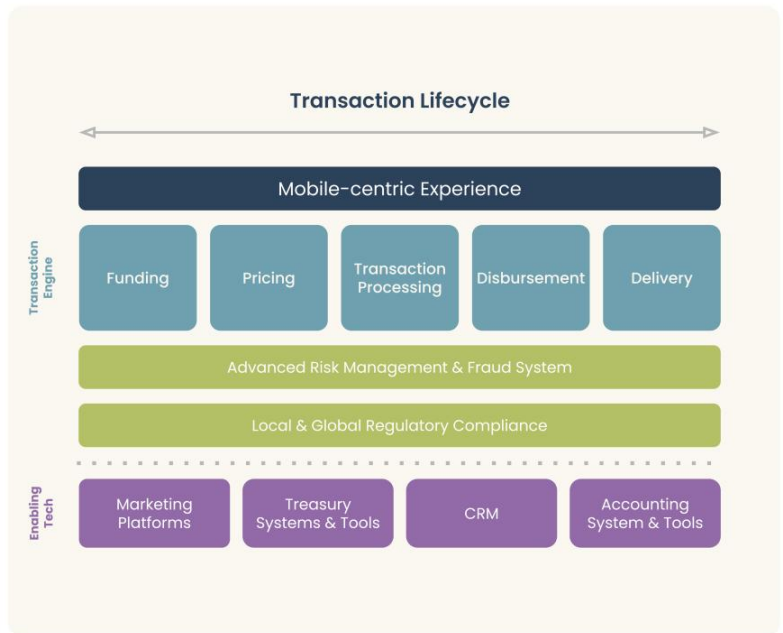 Transaction Lifecycle
Mobile-centric Experience
Transaction
Engine
Funding
Pricing
Transaction
Processing
Disbursement
Delivery
Advanced Risk Management & Fraud System
Local & Global Regulatory Compliance
Enabling
Tech
Marketing
Platforms
Treasury
Systems & Tools
CRM
Accounting
System & Tools